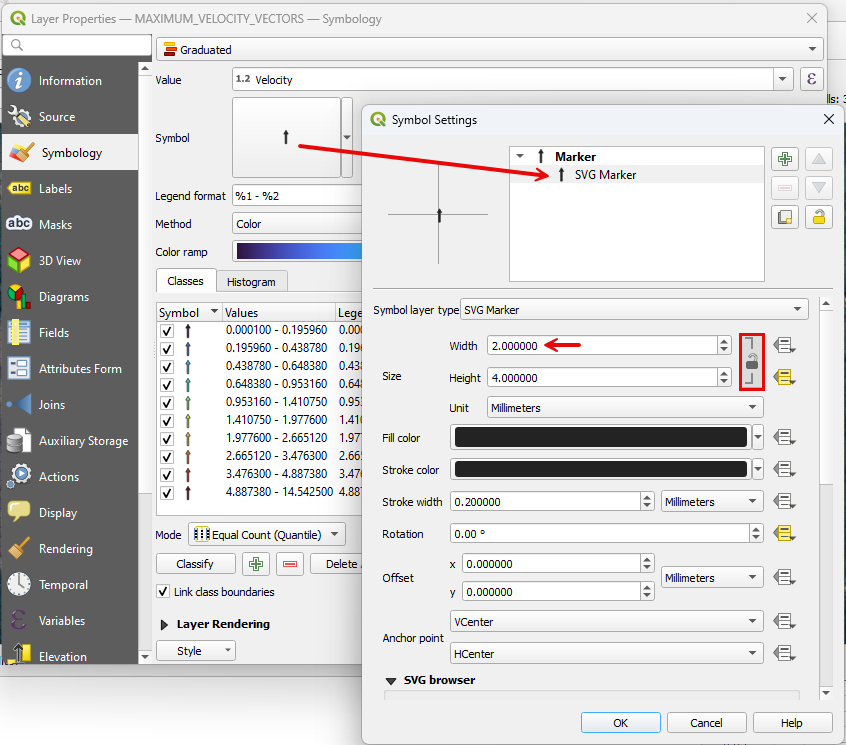 Layer Properties — MAXIMUM_VELOCITY_VECTORS — Symbology
Graduated
Information
Source
Symbology
abc Labels
abc Masks
3D View
Diagrams
Fields
Attributes Form
Joins
Auxiliary Storage
Actions
Display
Rendering
Temporal
Variables
Elevation
Value 1.2 Velocity ε
Symbol
Legend format %1 - %2
Method Color
Color ramp
Classes Histogram
Symbol Values Lege
0.000100 - 0.195960 0.00
0.195960 - 0.438780 0.19
0.438780 - 0.648380 0.43
0.648380 - 0.953160 0.64
0.953160 - 1.410750 0.95
1.410750 - 1.977600 1.41
1.977600 - 2.665120 1.97
2.665120 - 3.476300 2.66
3.476300 - 4.887380 3.47
4.887380 - 14.542500 4.88
Mode Equal Count (Quantile)
Classify Delete
Link class boundaries
Layer Rendering
Style
lls: 3
Symbol Settings
Marker
SVG Marker
Symbol layer type SVG Marker
Size
Width 2.000000
Height 4.000000
Unit Millimeters
Fill color
Stroke color
Stroke width 0.200000 Millimeters
Rotation 0.00 °
Offset
x 0.000000
y 0.000000
Millimeters
Anchor point
VCenter
HCenter
SVG browser
OK Cancel Help